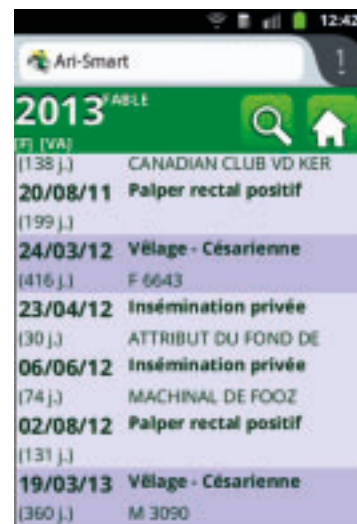 12:42
Ari-Smart
2013 FABLE
[F] [VA]
(138 j.) CANADIAN CLUB VD KER
20/08/11 Palper rectal positif
(199 j.)
24/03/12 Vêlage - Césarienne
(416 j.) F 6643
23/04/12 Insémination privée
(30 j.) ATTRIBUT DU FOND DE
06/06/12 Insémination privée
(74 j.) MACHINAL DE FOOZ
02/08/12 Palper rectal positif
(131 j.)
19/03/13 Vêlage - Césarienne
(360 j.) M 3090